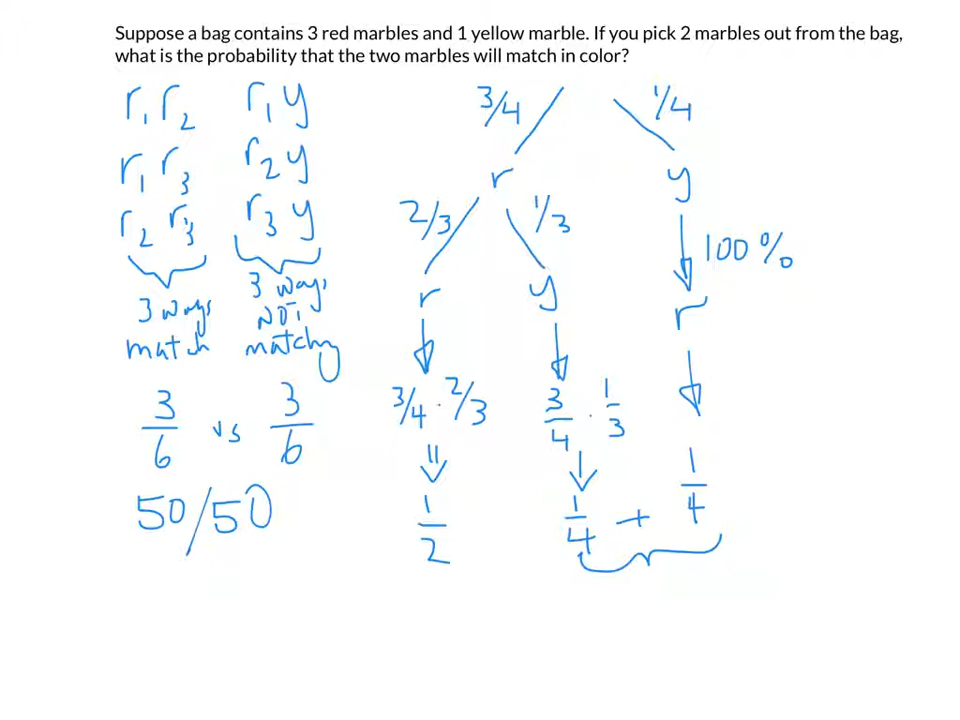 Suppose a bag contains 3 red marbles and 1 yellow marble. If you pick 2 marbles out from the bag,
what is the probability that the two marbles will match in color?
r₁ r₂ r₁ y
r₁ r₃ r₂ y
r₂ r₃ r₃ y
3 ways match
3 ways NOT matching
3/6 vs 3/6
50/50
3/4 1/4
r y
2/3 1/3 100%
r y r
3/4 · 2/3 3/4 · 1/3
=
1/2 1/4 + 1/4